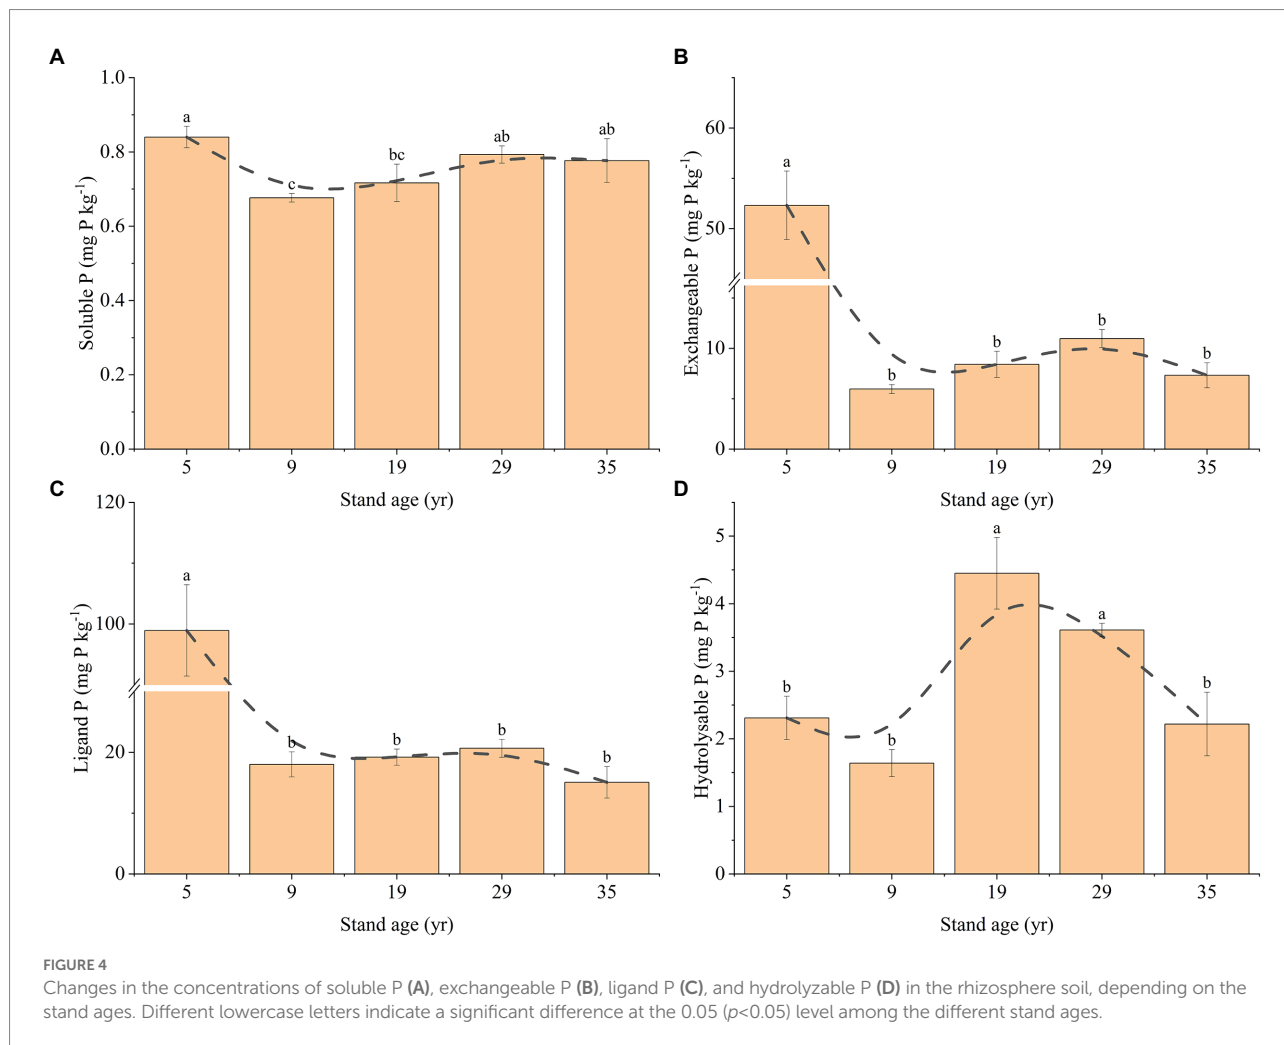 A
Soluble P (mg P kg-1)
1.0
0.8
0.6
0.4
0.2
0.0
a
c
bc
ab
ab
5 9 19 29 35
Stand age (yr)
B
Exchangeable P (mg P kg-1)
60
50
10
0
a
b
b
b
b
5 9 19 29 35
Stand age (yr)
C
Ligand P (mg P kg-1)
120
100
20
0
a
b
b
b
b
5 9 19 29 35
Stand age (yr)
D
Hydrolysable P (mg P kg-1)
5
4
3
2
1
0
b
b
a
a
b
5 9 19 29 35
Stand age (yr)
FIGURE 4
Changes in the concentrations of soluble P (A), exchangeable P (B), ligand P (C), and hydrolyzable P (D) in the rhizosphere soil, depending on the
stand ages. Different lowercase letters indicate a significant difference at the 0.05 (p<0.05) level among the different stand ages.